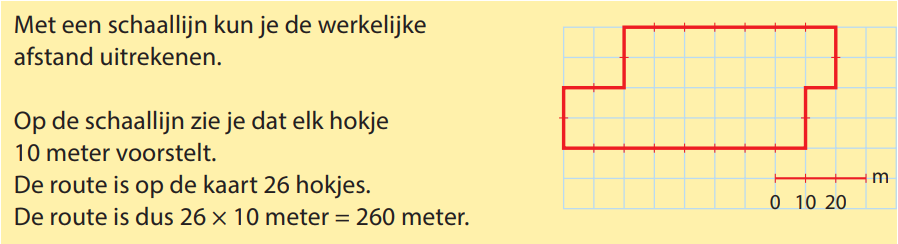 Met een schaallijn kun je de werkelijke
afstand uitrekenen.
Op de schaallijn zie je dat elk hokje
10 meter voorstelt.
De route is op de kaart 26 hokjes.
De route is dus 26 × 10 meter = 260 meter.
m
0 10 20